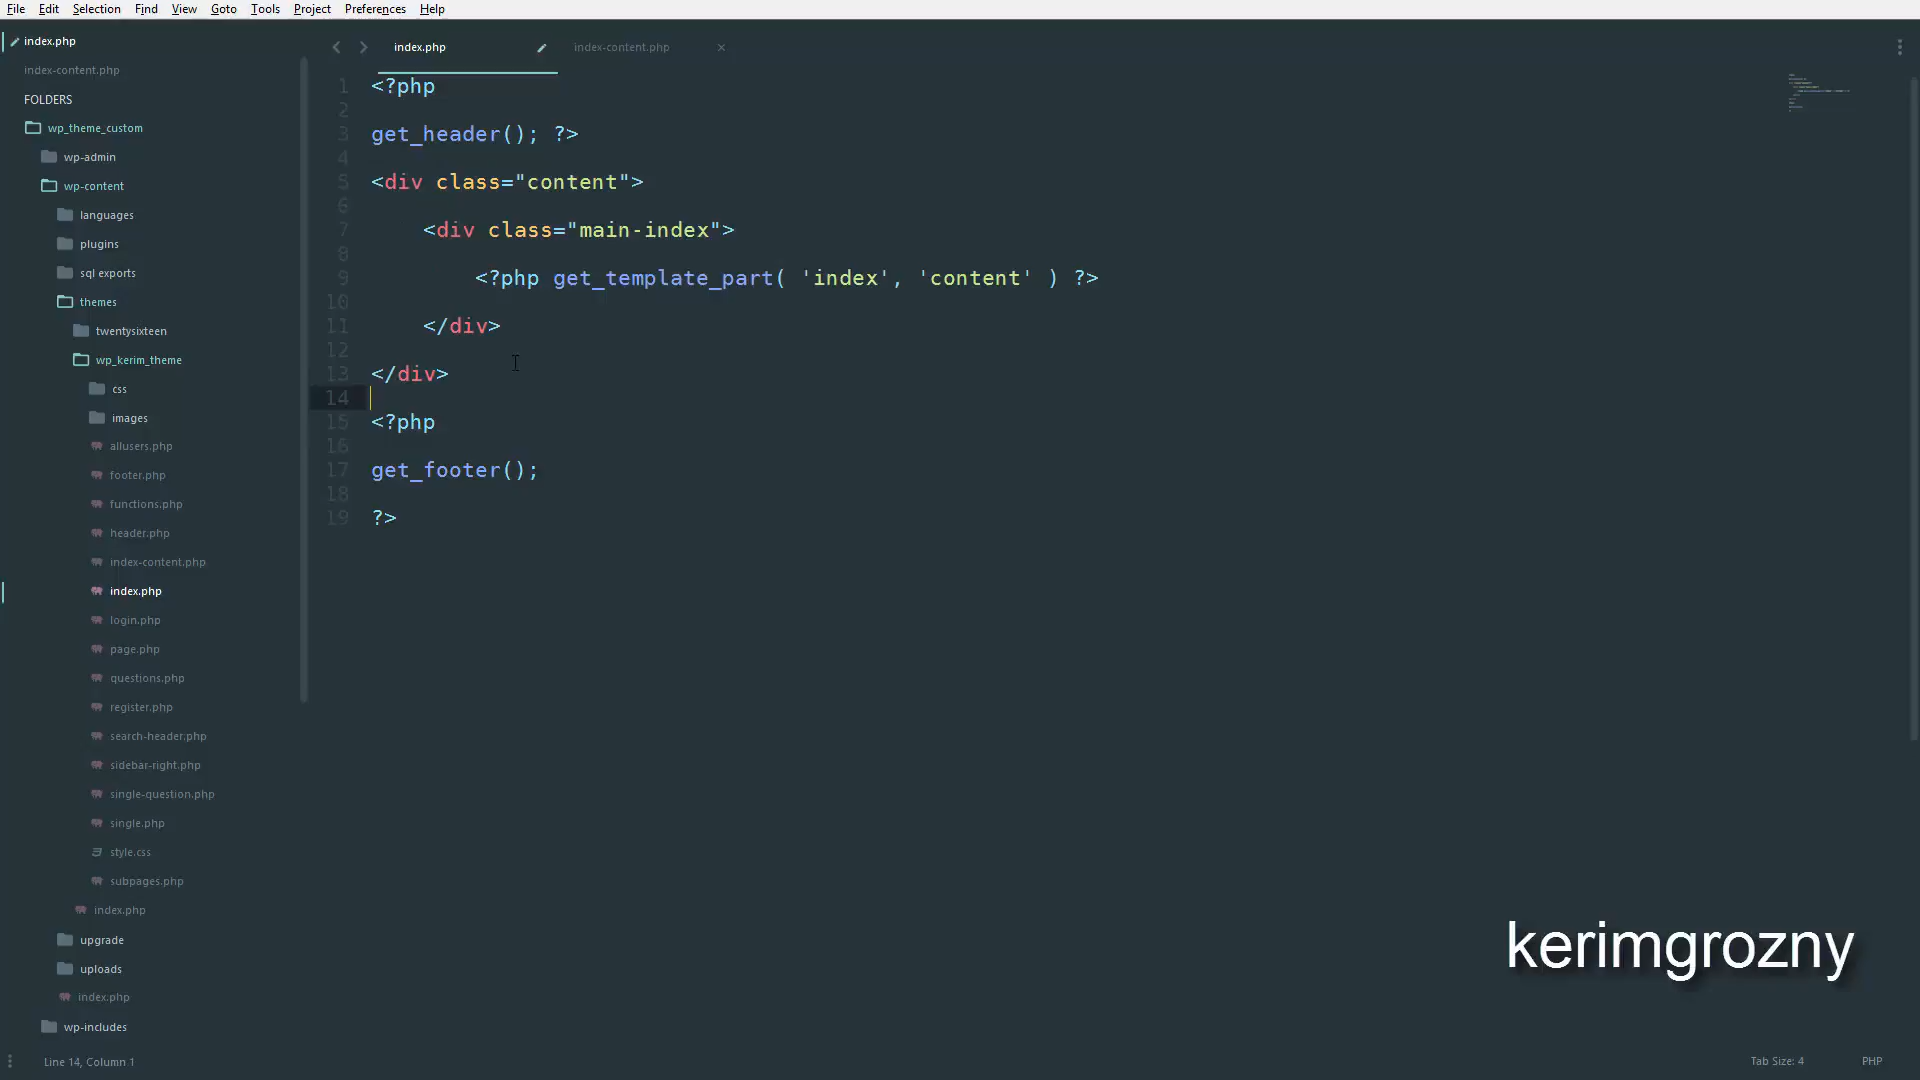 File Edit Selection Find View Goto Tools Project Preferences Help
index.php
index-content.php
FOLDERS
wp_theme_custom
wp-admin
wp-content
languages
plugins
sql exports
themes
twentysixteen
wp_kerim_theme
css
images
allusers.php
footer.php
functions.php
header.php
index-content.php
index.php
login.php
page.php
questions.php
register.php
search-header.php
sidebar-right.php
single-question.php
single.php
style.css
subpages.php
index.php
upgrade
uploads
index.php
wp-includes
index.php index-content.php ×
1 <?php
2
3 get_header(); ?>
4
5 <div class="content">
6
7 <div class="main-index">
8
9 <?php get_template_part( 'index', 'content' ) ?>
10
11 </div>
12
13 </div>
14
15 <?php
16
17 get_footer();
18
19 ?>
kerimgrozny
Line 14, Column 1 Tab Size: 4 PHP